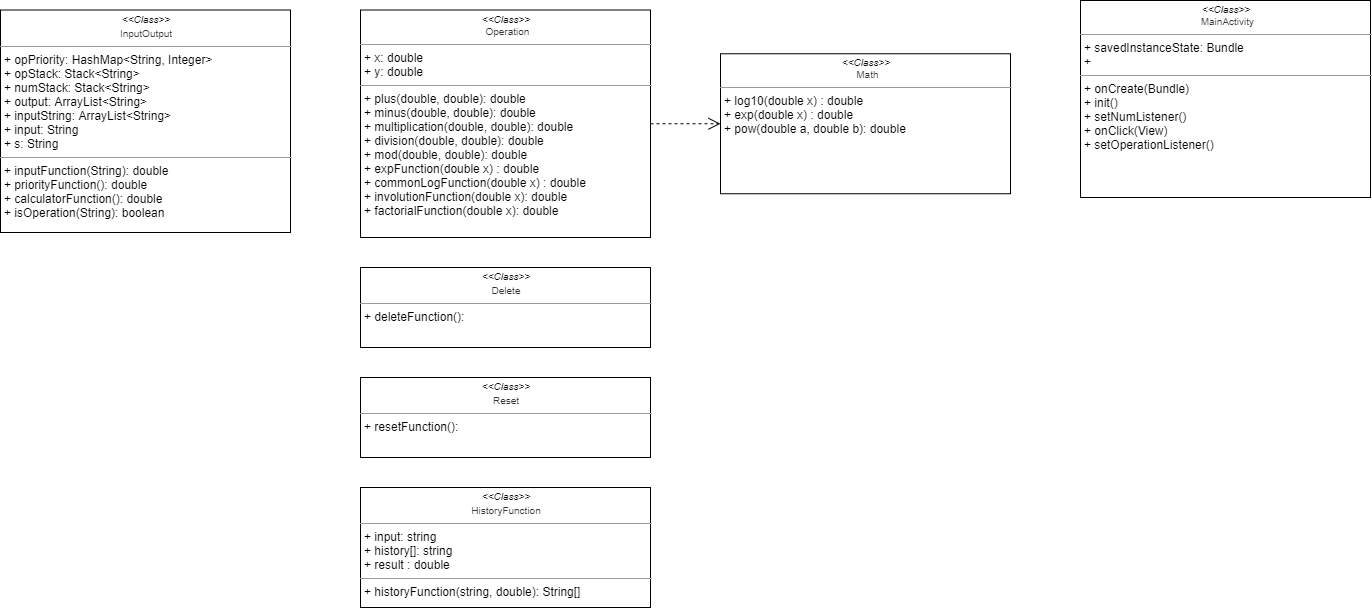 <<Class>>
InputOutput
+ opPriority: HashMap<String, Integer>
+ opStack: Stack<String>
+ numStack: Stack<String>
+ output: ArrayList<String>
+ inputString: ArrayList<String>
+ input: String
+ s: String
+ inputFunction(String): double
+ priorityFunction(): double
+ calculatorFunction(): double
+ isOperation(String): boolean
<<Class>>
Operation
+ x: double
+ y: double
+ plus(double, double): double
+ minus(double, double): double
+ multiplication(double, double): double
+ division(double, double): double
+ mod(double, double): double
+ expFunction(double x) : double
+ commonLogFunction(double x) : double
+ involutionFunction(double x): double
+ factorialFunction(double x): double
<<Class>>
Math
+ log10(double x) : double
+ exp(double x) : double
+ pow(double a, double b): double
<<Class>>
MainActivity
+ savedInstanceState: Bundle
+
+ onCreate(Bundle)
+ init()
+ setNumListener()
+ onClick(View)
+ setOperationListener()
<<Class>>
Delete
+ deleteFunction():
<<Class>>
Reset
+ resetFunction():
<<Class>>
HistoryFunction
+ input: string
+ history[]: string
+ result : double
+ historyFunction(string, double): String[]